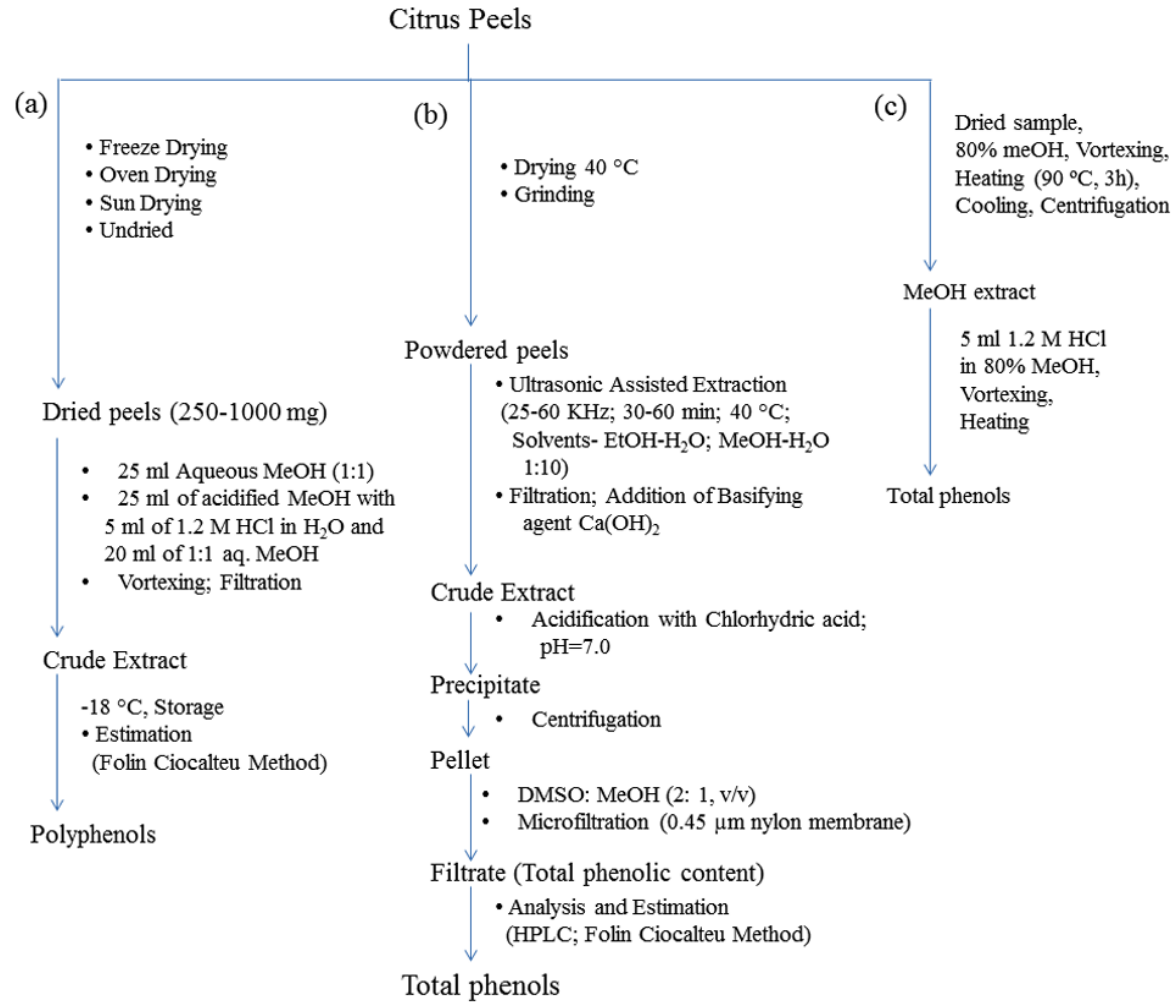 Citrus Peels
(a)
• Freeze Drying
• Oven Drying
• Sun Drying
• Undried
Dried peels (250-1000 mg)
• 25 ml Aqueous MeOH (1:1)
• 25 ml of acidified MeOH with
5 ml of 1.2 M HCl in H₂O and
20 ml of 1:1 aq. MeOH
• Vortexing; Filtration
Crude Extract
-18 °C, Storage
• Estimation
(Folin Ciocalteu Method)
Polyphenols
(b)
• Drying 40 °C
• Grinding
Powdered peels
• Ultrasonic Assisted Extraction
(25-60 KHz; 30-60 min; 40 °C;
Solvents- EtOH-H₂O; MeOH-H₂O
1:10)
• Filtration; Addition of Basifying
agent Ca(OH)₂
Crude Extract
• Acidification with Chlorhydric acid;
pH=7.0
Precipitate
• Centrifugation
Pellet
• DMSO: MeOH (2: 1, v/v)
• Microfiltration (0.45 µm nylon membrane)
Filtrate (Total phenolic content)
• Analysis and Estimation
(HPLC; Folin Ciocalteu Method)
Total phenols
(c)
Dried sample,
80% meOH, Vortexing,
Heating (90 ºC, 3h),
Cooling, Centrifugation
MeOH extract
5 ml 1.2 M HCl
in 80% MeOH,
Vortexing,
Heating
Total phenols